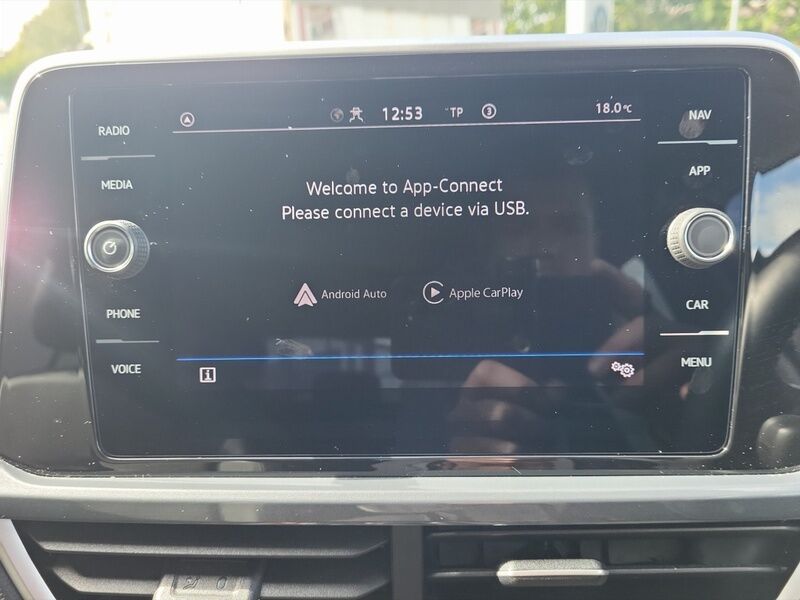 RADIO
MEDIA
PHONE
VOICE
12:53
TP
3
18.0°C
Welcome to App-Connect
Please connect a device via USB.
Android Auto
Apple CarPlay
i
NAV
APP
CAR
MENU